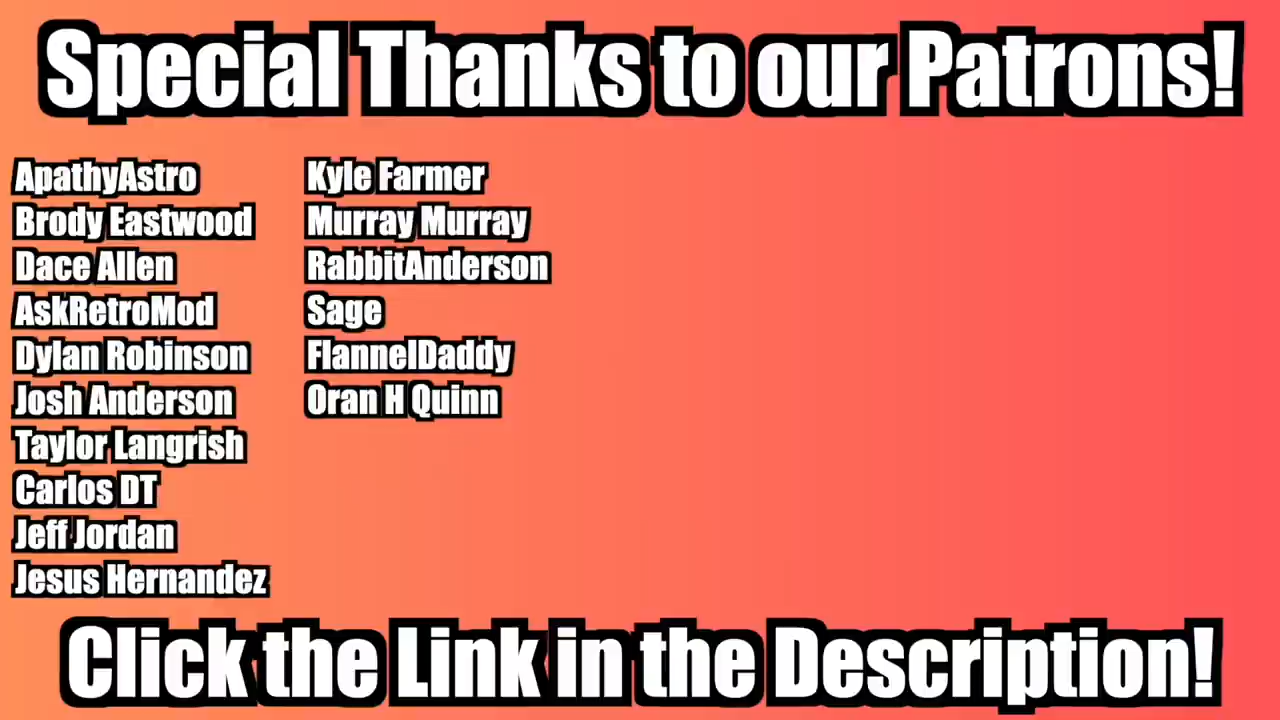 Special Thanks to our Patrons!
ApathyAstro
Brody Eastwood
Dace Allen
AskRetroMod
Dylan Robinson
Josh Anderson
Taylor Langrish
Carlos DT
Jeff Jordan
Jesus Hernandez
Kyle Farmer
Murray Murray
RabbitAnderson
Sage
FlannelDaddy
Oran H Quinn
Click the Link in the Description!